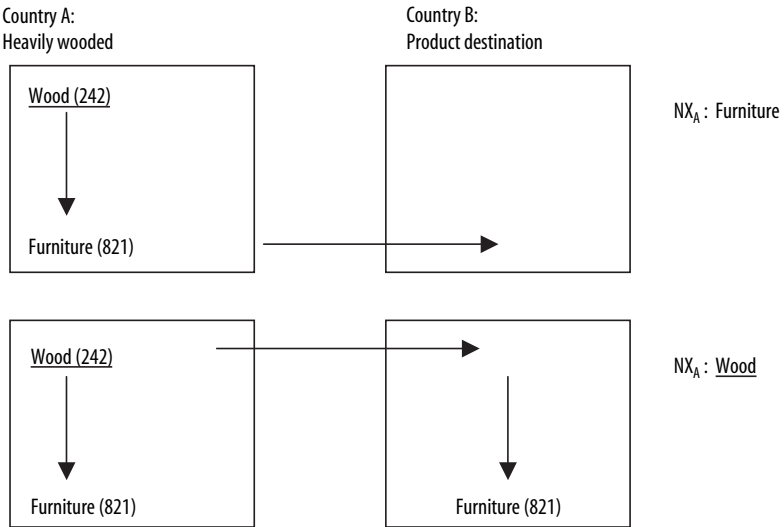 Country A:
Heavily wooded
Country B:
Product destination
Wood (242)
Furniture (821)
NXA : Furniture
Wood (242)
Furniture (821)
Furniture (821)
NXA : Wood